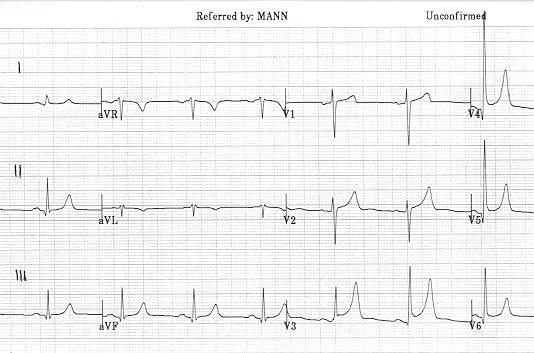 Referred by: MANN Unconfirmed
I aVR V1 V4
II aVL V2 V5
III aVF V3 V6